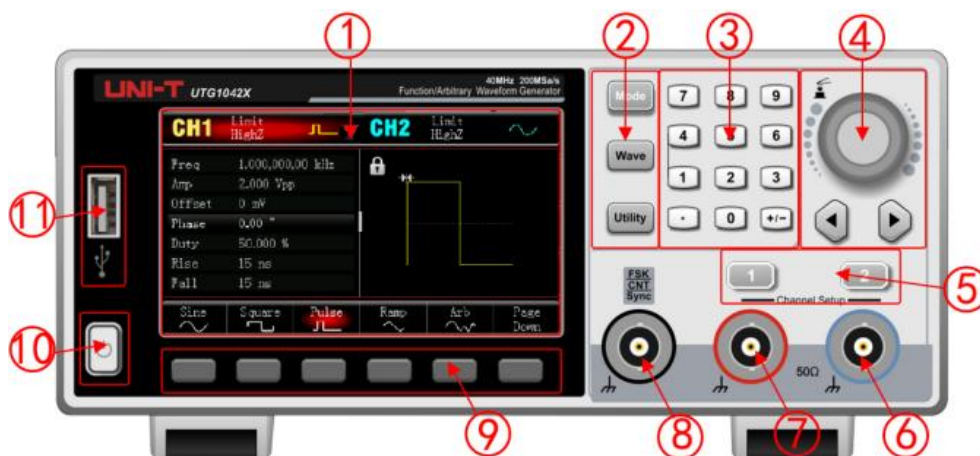 ① ② ③ ④
UNI-T UTG1042X
40MHz 200MSa/s
Function/Arbitrary Waveform Generator
CH1 Limit HighZ CH2 Limit HighZ
Freq 1.000,000,00 kHz
Amp 2.000 Vpp
Offset 0 mV
Phase 0.00 °
Duty 50.000 %
Rise 15 ns
Fall 15 ns
Sine Square Pulse Ramp Arb Page Down
Mode
Wave
Utility
7 8 9
4 5 6
1 2 3
· 0 +/-
1 2
Channel Setup
FSK
CNT
Sync
50Ω
⑪
⑩
⑤
⑨ ⑧ ⑦ ⑥